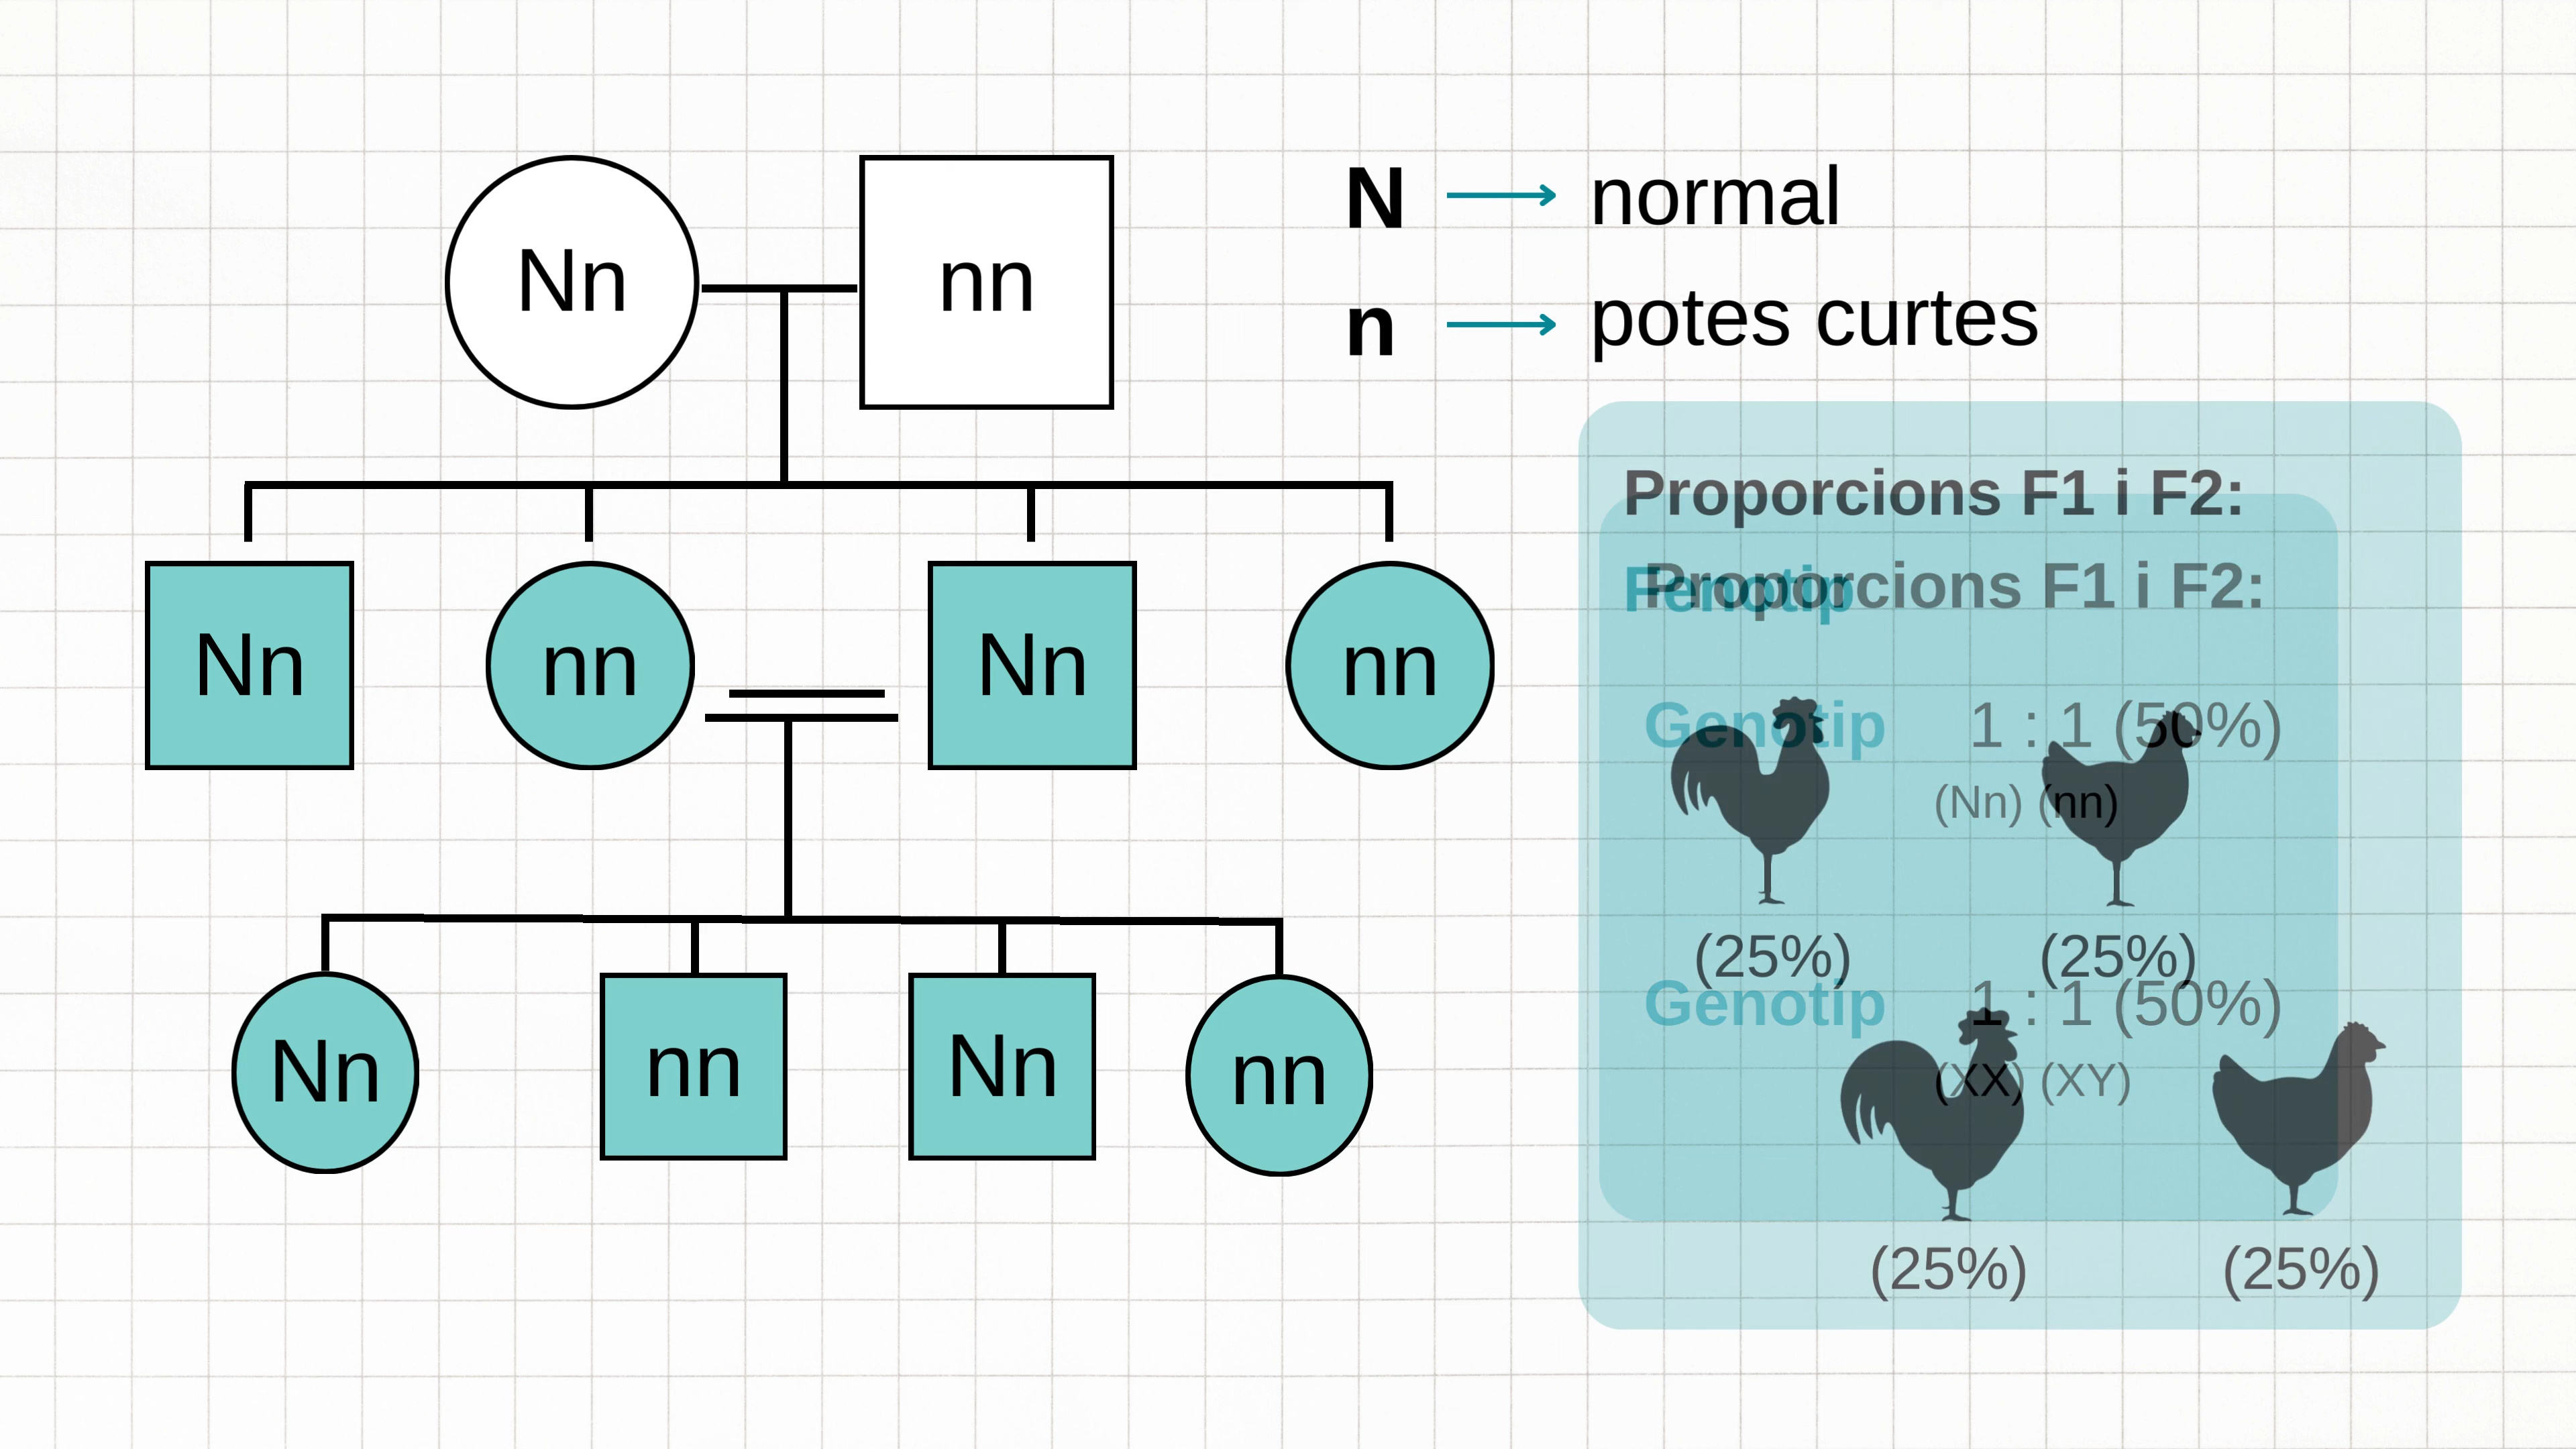 Nn nn
N normal
n potes curtes
Nn nn Nn nn
Nn nn Nn nn
Proporcions F1 i F2:
Fenotip
(25%) (25%)
(25%) (25%)
Proporcions F1 i F2:
Genotip 1 : 1 (50%)
(Nn) (nn)
Genotip 1 : 1 (50%)
(XX) (XY)